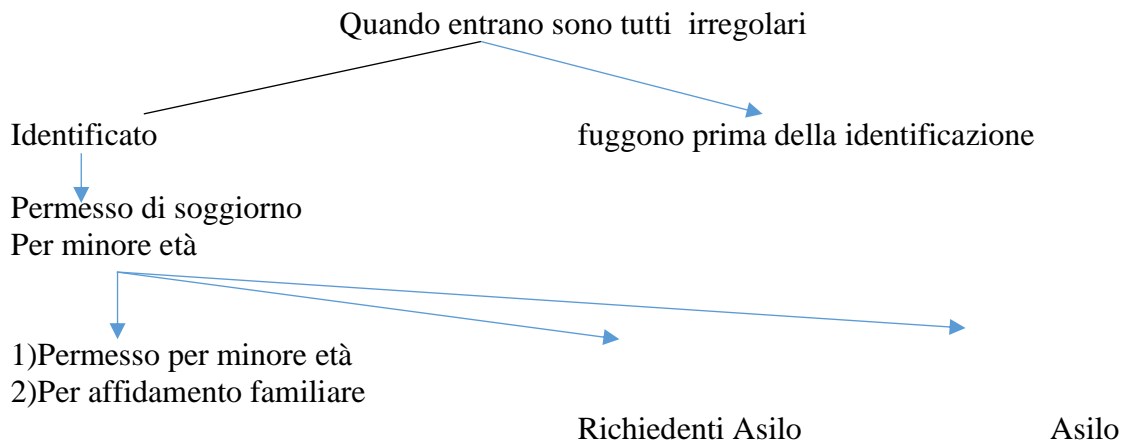 Quando entrano sono tutti irregolari
Identificato fuggono prima della identificazione
Permesso di soggiorno
Per minore età
1)Permesso per minore età
2)Per affidamento familiare
Richiedenti Asilo Asilo